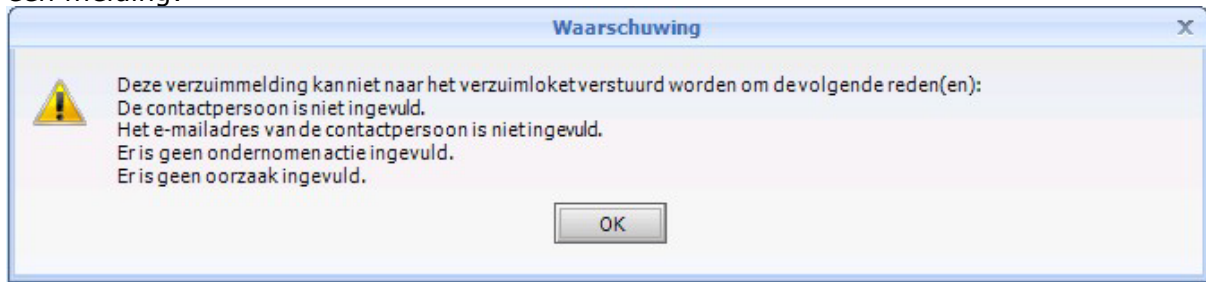 een melding:
Waarschuwing
X
Deze verzuimmelding kan niet naar het verzuimloket verstuurd worden om de volgende reden(en):
De contactpersoon is niet ingevuld.
Het e-mailadres van de contactpersoon is niet ingevuld.
Er is geen ondernomen actie ingevuld.
Er is geen oorzaak ingevuld.
OK